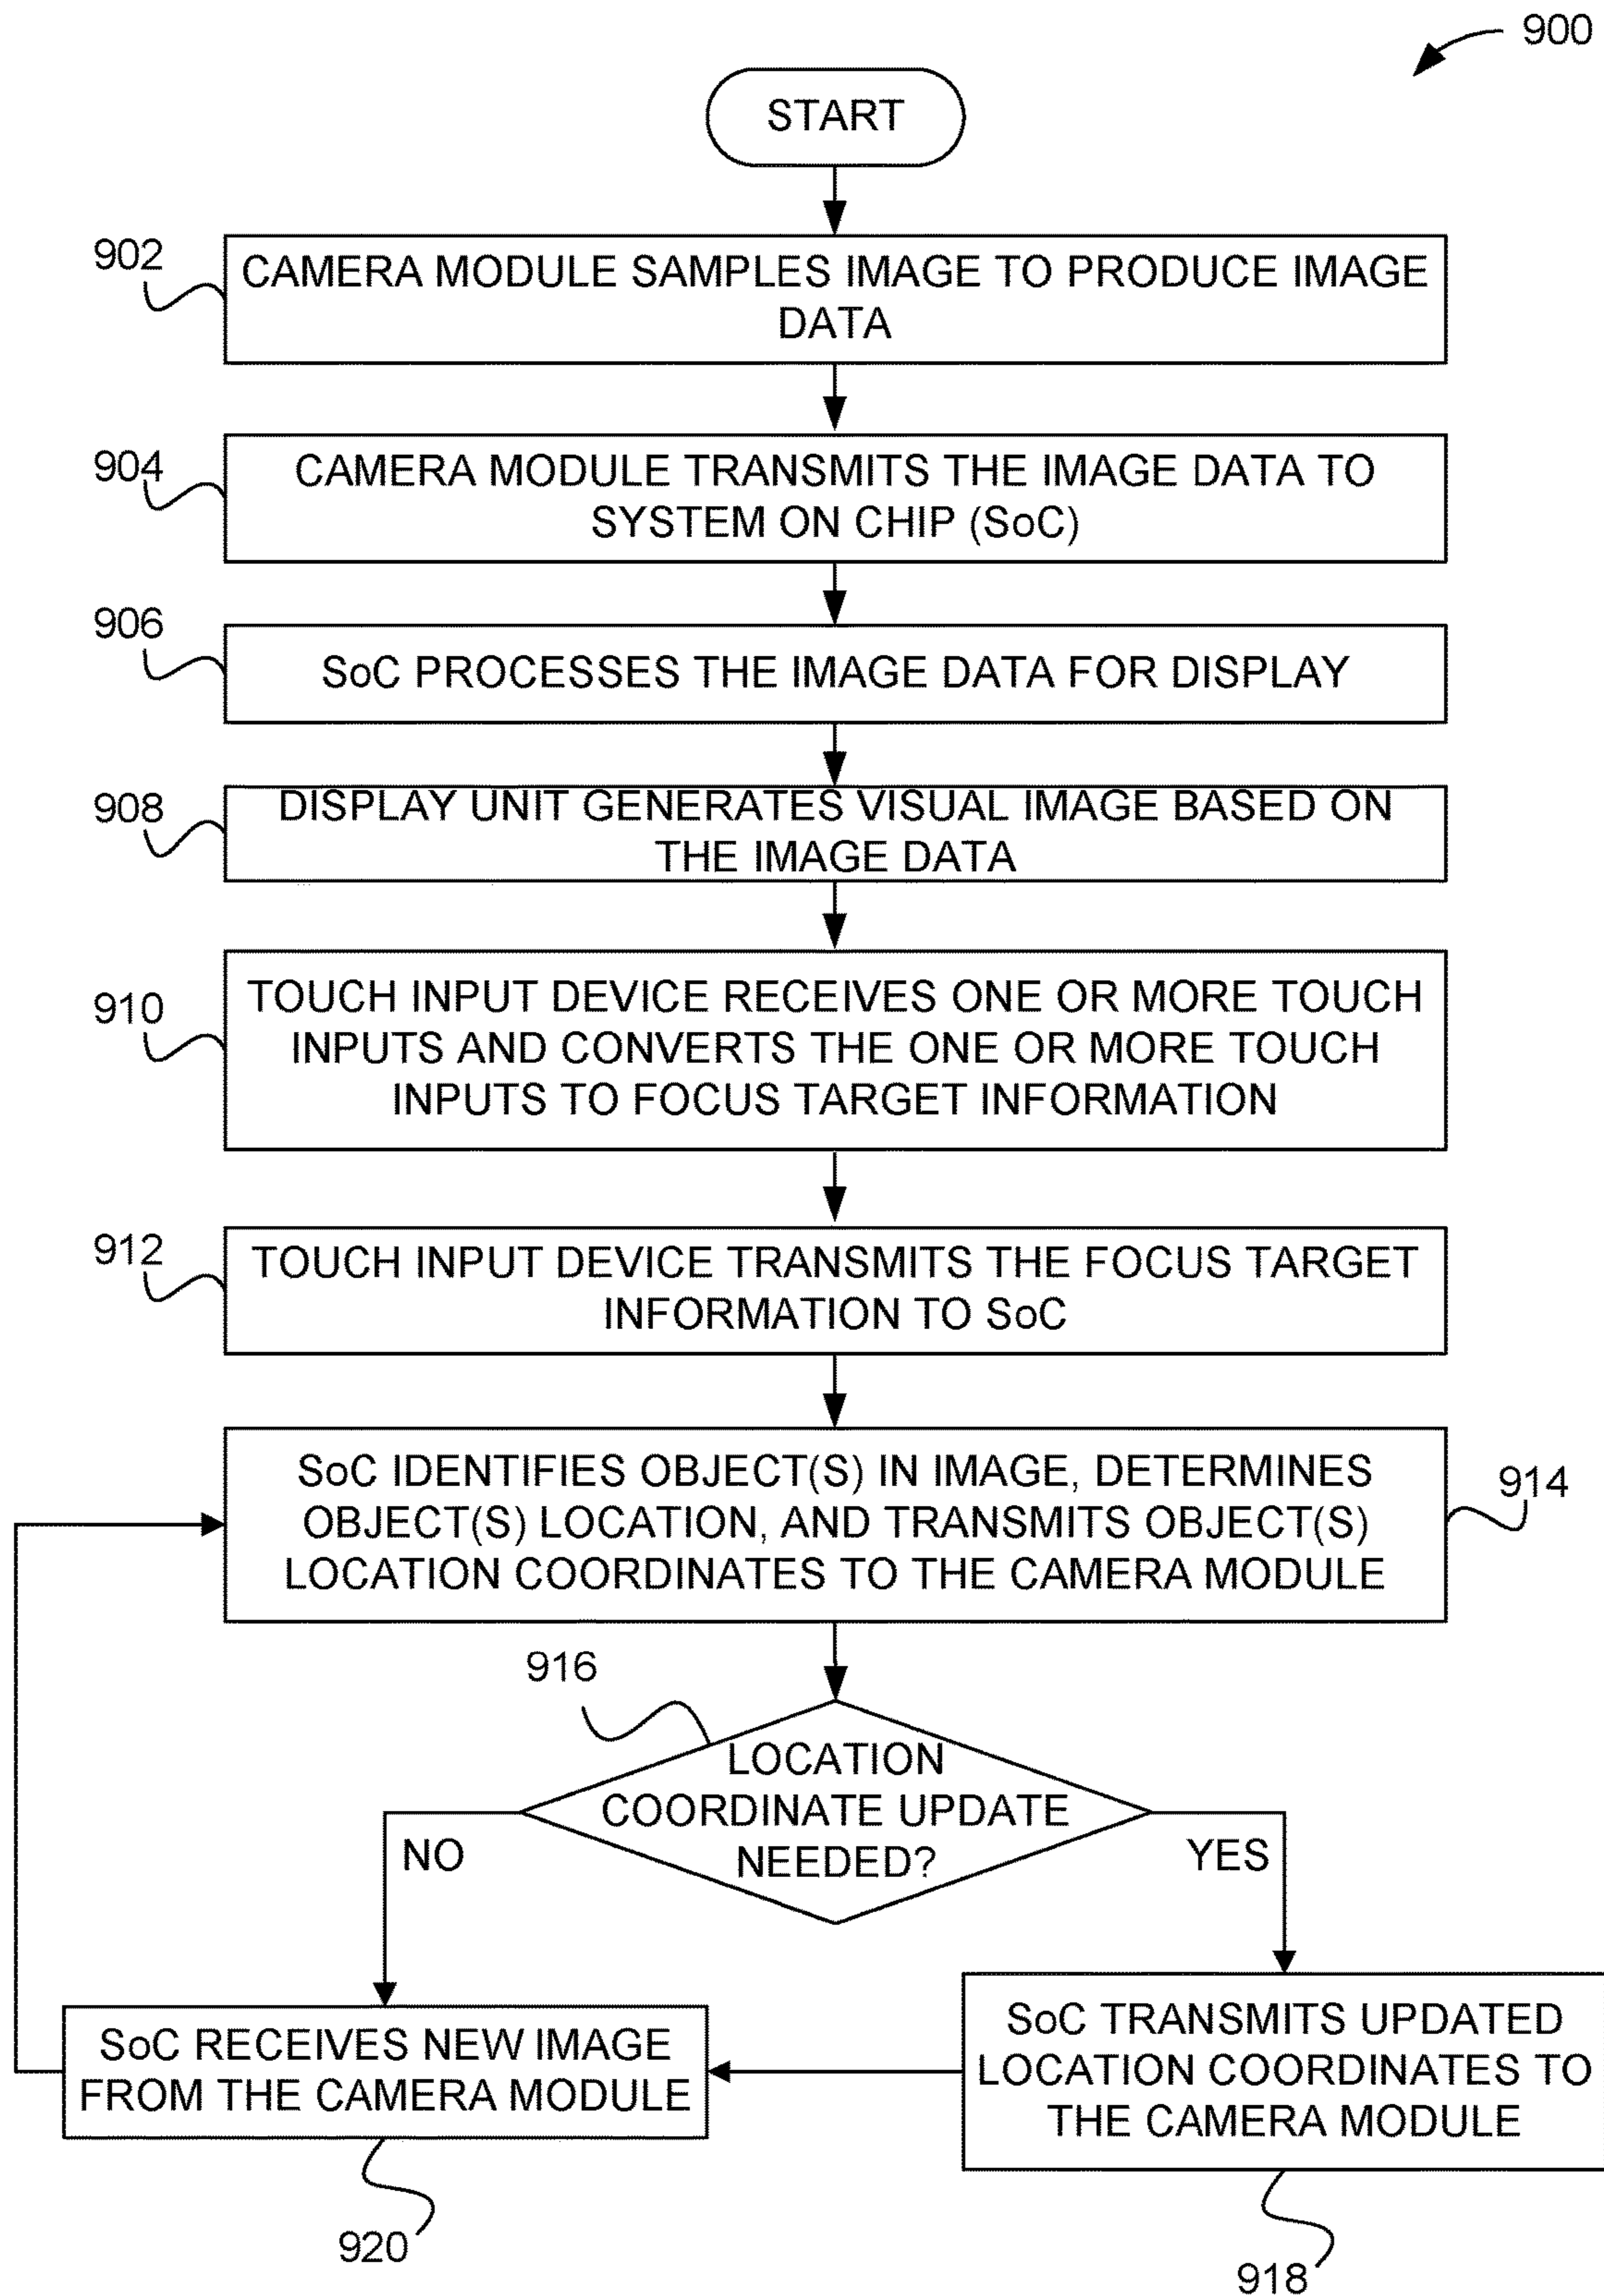 900
START
902
CAMERA MODULE SAMPLES IMAGE TO PRODUCE IMAGE
DATA
904
CAMERA MODULE TRANSMITS THE IMAGE DATA TO
SYSTEM ON CHIP (SoC)
906
SoC PROCESSES THE IMAGE DATA FOR DISPLAY
908
DISPLAY UNIT GENERATES VISUAL IMAGE BASED ON
THE IMAGE DATA
910
TOUCH INPUT DEVICE RECEIVES ONE OR MORE TOUCH
INPUTS AND CONVERTS THE ONE OR MORE TOUCH
INPUTS TO FOCUS TARGET INFORMATION
912
TOUCH INPUT DEVICE TRANSMITS THE FOCUS TARGET
INFORMATION TO SoC
914
SoC IDENTIFIES OBJECT(S) IN IMAGE, DETERMINES
OBJECT(S) LOCATION, AND TRANSMITS OBJECT(S)
LOCATION COORDINATES TO THE CAMERA MODULE
916
LOCATION
COORDINATE UPDATE
NEEDED?
NO
YES
SoC RECEIVES NEW IMAGE
FROM THE CAMERA MODULE
920
SoC TRANSMITS UPDATED
LOCATION COORDINATES TO
THE CAMERA MODULE
918